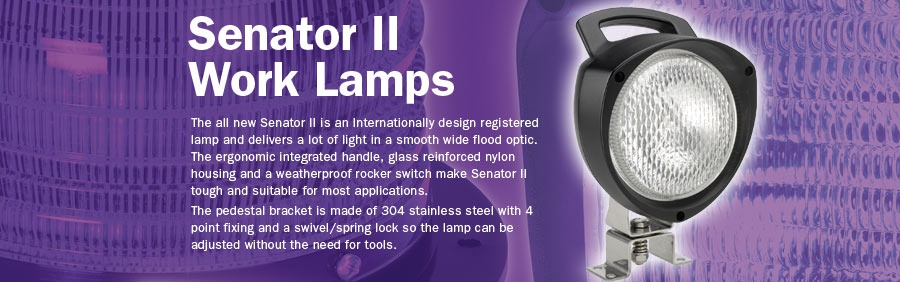 Senator II
Work Lamps
The all new Senator II is an Internationally design registered
lamp and delivers a lot of light in a smooth wide flood optic.
The ergonomic integrated handle, glass reinforced nylon
housing and a weatherproof rocker switch make Senator II
tough and suitable for most applications.
The pedestal bracket is made of 304 stainless steel with 4
point fixing and a swivel/spring lock so the lamp can be
adjusted without the need for tools.